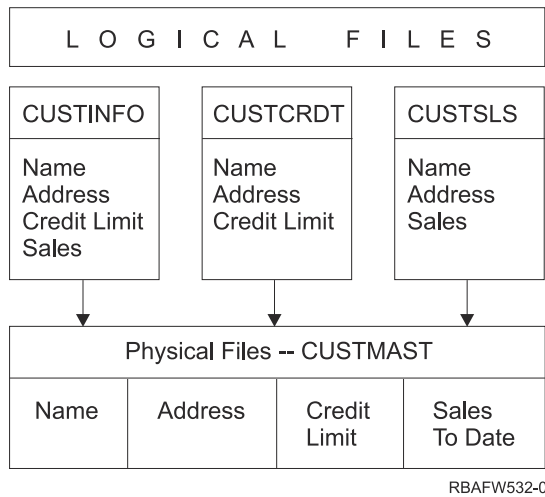 L O G I C A L F I L E S
CUSTINFO
Name
Address
Credit Limit
Sales
CUSTCRDT
Name
Address
Credit Limit
CUSTSLS
Name
Address
Sales
Physical Files -- CUSTMAST
Name
Address
Credit
Limit
Sales
To Date
RBAFW532-0